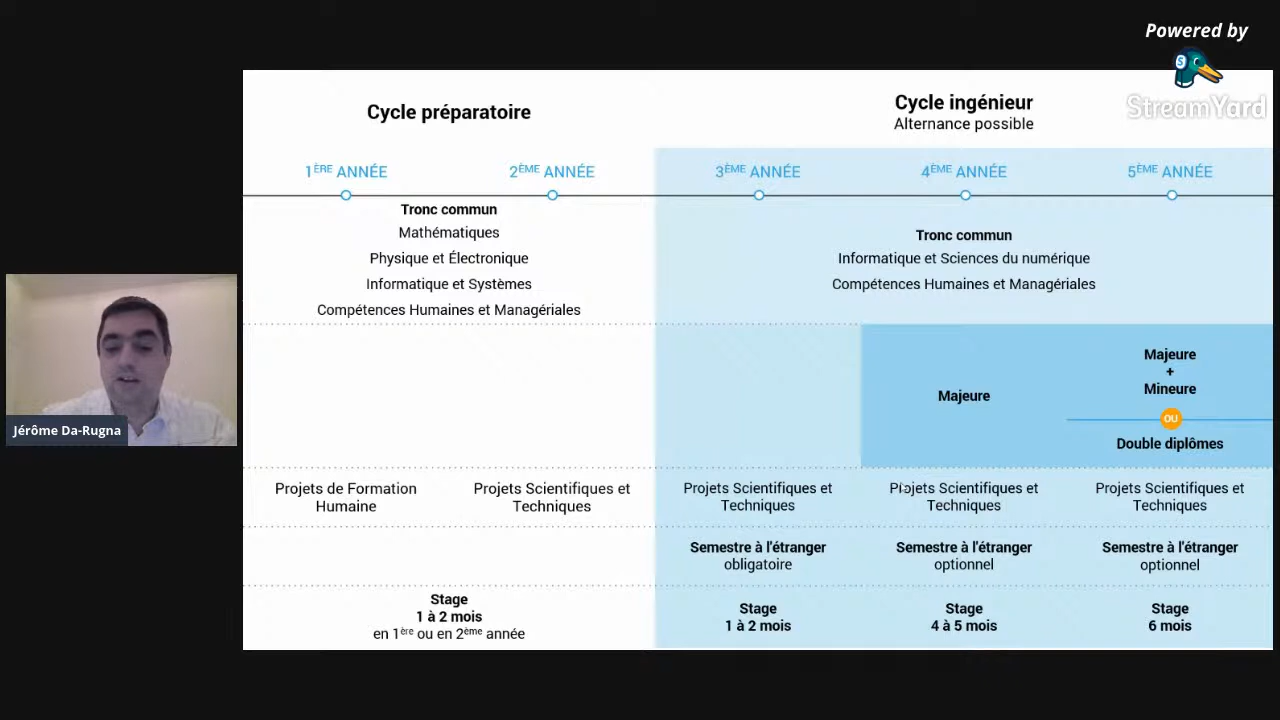 Powered by
StreamYard
Cycle préparatoire
Cycle ingénieur
Alternance possible
1ÈRE ANNÉE
2ÈME ANNÉE
3ÈME ANNÉE
4ÈME ANNÉE
5ÈME ANNÉE
Tronc commun
Mathématiques
Physique et Électronique
Informatique et Systèmes
Compétences Humaines et Managériales
Tronc commun
Informatique et Sciences du numérique
Compétences Humaines et Managériales
Majeure
Majeure
+
Mineure
OU
Double diplômes
Projets de Formation
Humaine
Projets Scientifiques et
Techniques
Projets Scientifiques et
Techniques
Projets Scientifiques et
Techniques
Projets Scientifiques et
Techniques
Semestre à l'étranger
obligatoire
Semestre à l'étranger
optionnel
Semestre à l'étranger
optionnel
Stage
1 à 2 mois
en 1ère ou en 2ème année
Stage
1 à 2 mois
Stage
4 à 5 mois
Stage
6 mois
Jérôme Da-Rugna